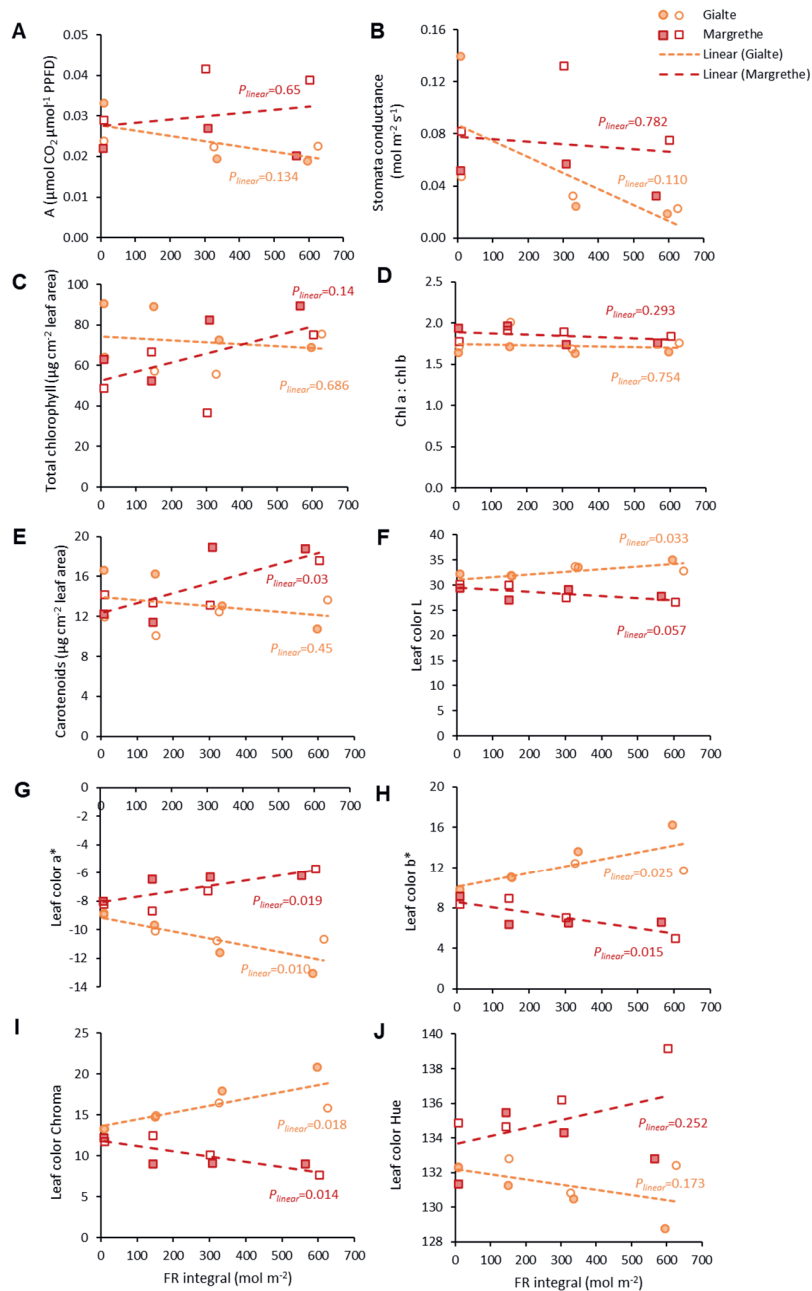 Gialte
Margrethe
Linear (Gialte)
Linear (Margrethe)
A
A (µmol CO2 µmol-1 PPFD)
0.05
0.04
0.03
0.02
0.01
0.00
0 100 200 300 400 500 600 700
Plinear=0.65
Plinear=0.134
B
Stomata conductance
(mol m-2 s-1)
0.16
0.12
0.08
0.04
0.00
0 100 200 300 400 500 600 700
Plinear=0.782
Plinear=0.110
C
Total chlorophyll (µg cm-2 leaf area)
100
80
60
40
20
0
0 100 200 300 400 500 600 700
Plinear=0.14
Plinear=0.686
D
Chl a : chl b
2.5
2.0
1.5
1.0
0.5
0.0
0 100 200 300 400 500 600 700
Plinear=0.293
Plinear=0.754
E
Carotenoids (µg cm-2 leaf area)
20
16
12
8
4
0
0 100 200 300 400 500 600 700
Plinear=0.03
Plinear=0.45
F
Leaf color L
40
35
30
25
20
15
10
5
0
0 100 200 300 400 500 600 700
Plinear=0.033
Plinear=0.057
G
Leaf color a*
0 100 200 300 400 500 600 700
0
-2
-4
-6
-8
-10
-12
-14
Plinear=0.019
Plinear=0.010
H
Leaf color b*
20
16
12
8
4
0
0 100 200 300 400 500 600 700
Plinear=0.025
Plinear=0.015
I
Leaf color Chroma
25
20
15
10
5
0
0 100 200 300 400 500 600 700
Plinear=0.018
Plinear=0.014
FR integral (mol m-2)
J
Leaf color Hue
140
138
136
134
132
130
128
0 100 200 300 400 500 600 700
Plinear=0.252
Plinear=0.173
FR integral (mol m-2)